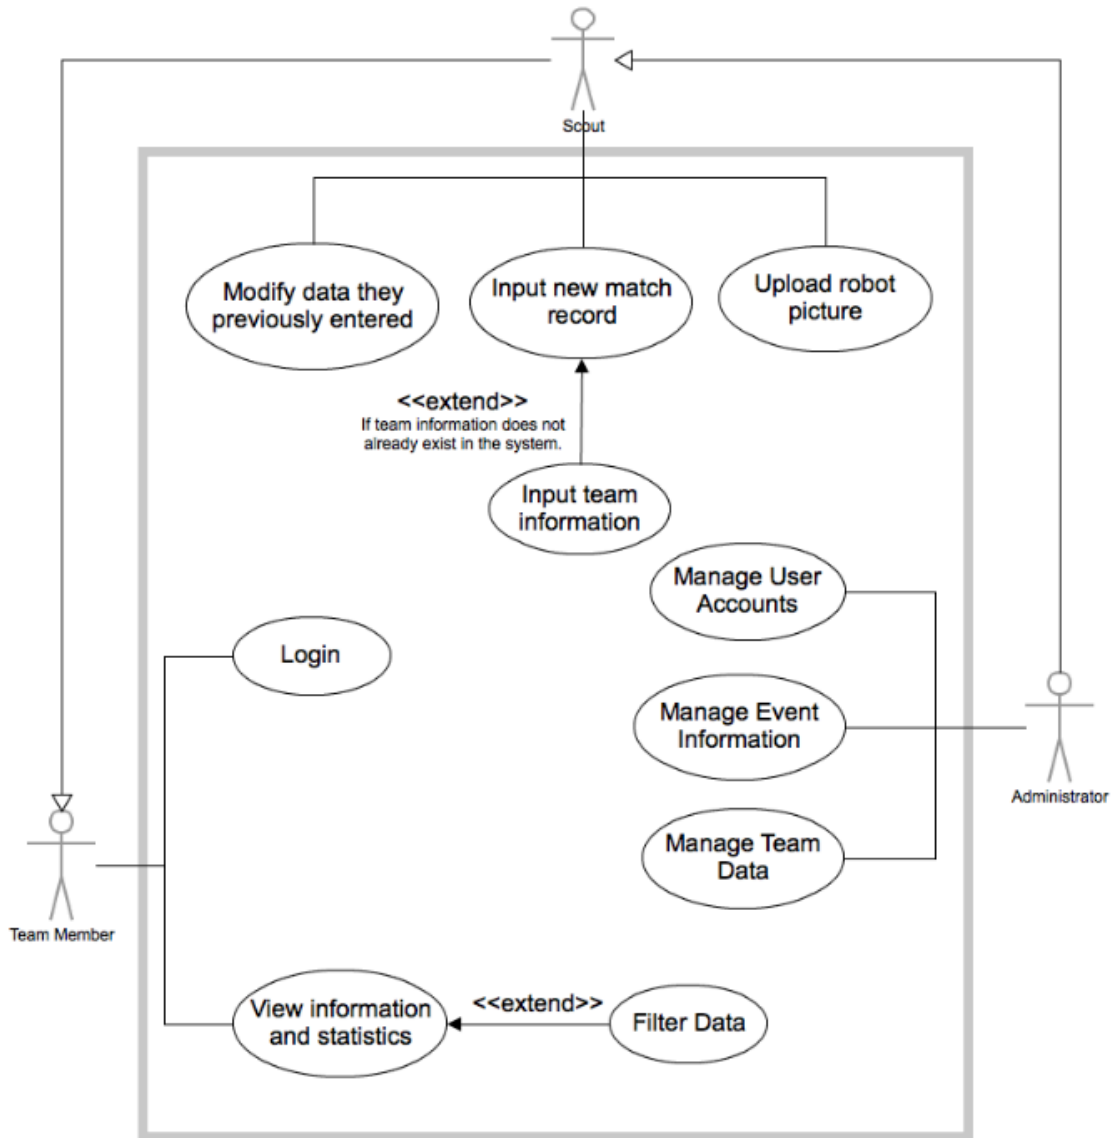 Scout
Modify data they
previously entered
Input new match
record
Upload robot
picture
<<extend>>
If team information does not
already exist in the system.
Input team
information
Manage User
Accounts
Login
Manage Event
Information
Administrator
Manage Team
Data
Team Member
View information
and statistics
<<extend>>
Filter Data